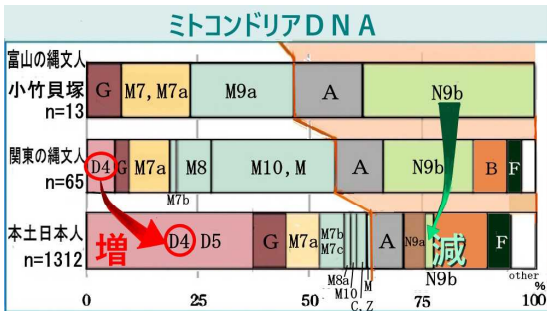 ミトコンドリアDNA
富山の縄文人
小竹貝塚
n=13
G M7, M7a M9a A N9b
関東の縄文人
n=65
D4 G M7a M8 M10, M A N9b B F
M7b
本土日本人
n=1312
増 D4 D5 G M7a M7b A N9a 減 F
M7c
M8a M N9b other
M10
C, Z
0 25 50 75 % 100